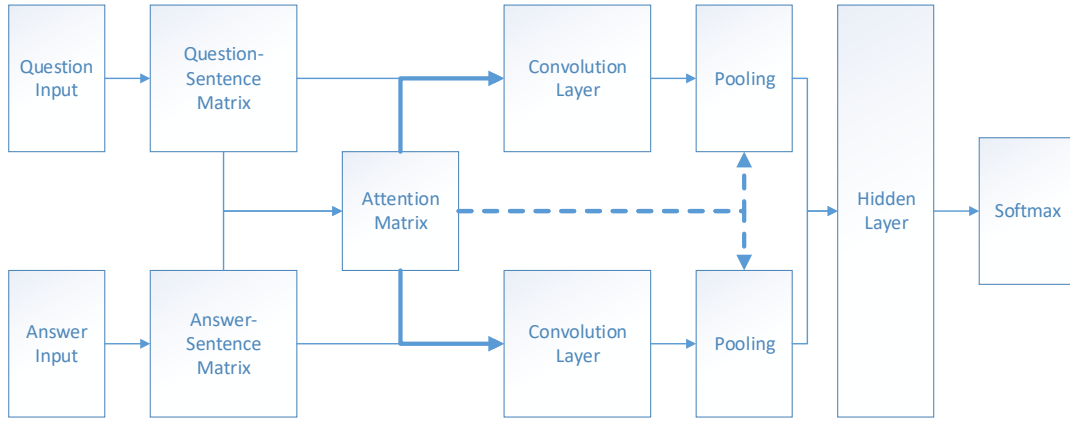 Question
Input
Question-
Sentence
Matrix
Convolution
Layer
Pooling
Attention
Matrix
Hidden
Layer
Softmax
Answer
Input
Answer-
Sentence
Matrix
Convolution
Layer
Pooling